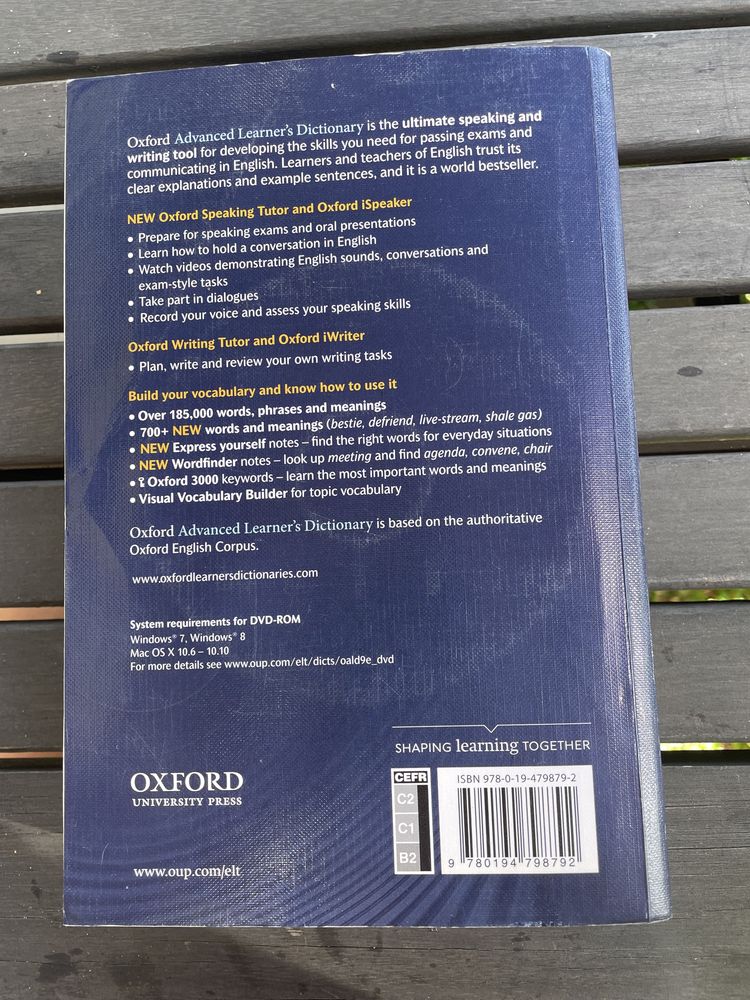 Oxford Advanced Learner's Dictionary is the ultimate speaking and
writing tool for developing the skills you need for passing exams and
communicating in English. Learners and teachers of English trust its
clear explanations and example sentences, and it is a world bestseller.
NEW Oxford Speaking Tutor and Oxford iSpeaker
• Prepare for speaking exams and oral presentations
• Learn how to hold a conversation in English
• Watch videos demonstrating English sounds, conversations and
exam-style tasks
• Take part in dialogues
• Record your voice and assess your speaking skills
Oxford Writing Tutor and Oxford iWriter
• Plan, write and review your own writing tasks
Build your vocabulary and know how to use it
• Over 185,000 words, phrases and meanings
• 700+ NEW words and meanings (bestie, defriend, live-stream, shale gas)
• NEW Express yourself notes – find the right words for everyday situations
• NEW Wordfinder notes – look up meeting and find agenda, convene, chair
• Oxford 3000 keywords – learn the most important words and meanings
• Visual Vocabulary Builder for topic vocabulary
Oxford Advanced Learner's Dictionary is based on the authoritative
Oxford English Corpus.
www.oxfordlearnersdictionaries.com
System requirements for DVD-ROM
Windows® 7, Windows® 8
Mac OS X 10.6 – 10.10
For more details see www.oup.com/elt/dicts/oald9e_dvd
SHAPING learning TOGETHER
OXFORD
UNIVERSITY PRESS
www.oup.com/elt
CEFR
C2
C1
B2
ISBN 978-0-19-479879-2
9 780194 798792